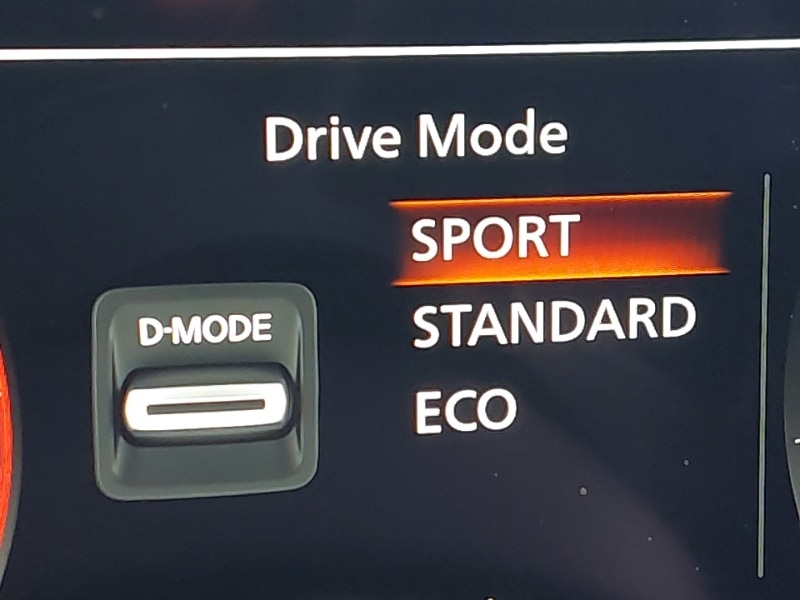 Drive Mode
SPORT
D-MODE
STANDARD
ECO